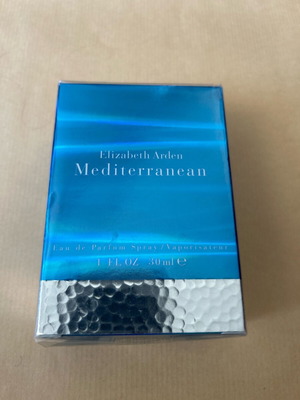 Elizabeth Arden
Mediterranean
Eau de Parfum Spray/Vaporisateur
1 FL. OZ. 30 ml ℮